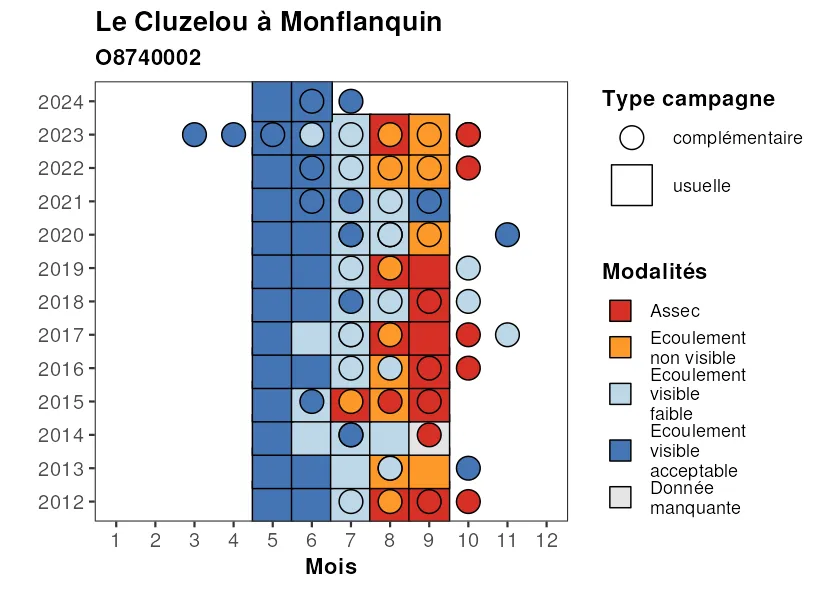 Le Cluzelou à Monflanquin
O8740002
2024
2023
2022
2021
2020
2019
2018
2017
2016
2015
2014
2013
2012
1 2 3 4 5 6 7 8 9 10 11 12
Mois
Type campagne
complémentaire
usuelle
Modalités
Assec
Ecoulement
non visible
Ecoulement
visible
faible
Ecoulement
visible
acceptable
Donnée
manquante